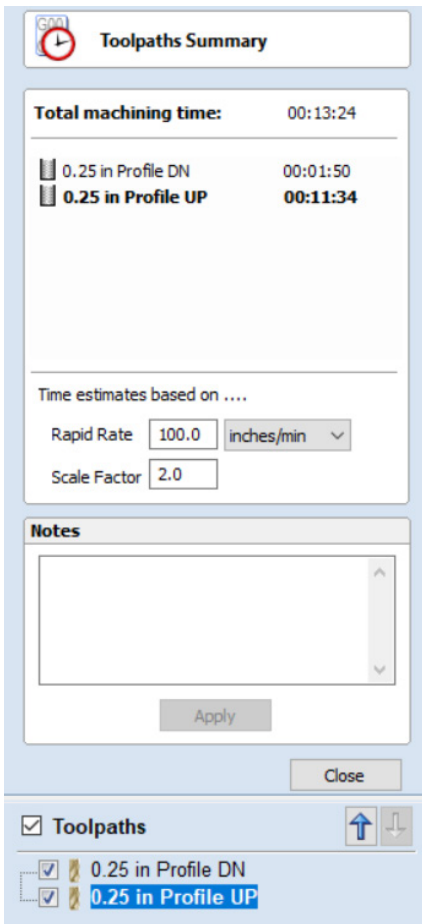 G00
Toolpaths Summary
Total machining time: 00:13:24
0.25 in Profile DN 00:01:50
0.25 in Profile UP 00:11:34
Time estimates based on ....
Rapid Rate 100.0 inches/min
Scale Factor 2.0
Notes
Apply
Close
Toolpaths
0.25 in Profile DN
0.25 in Profile UP